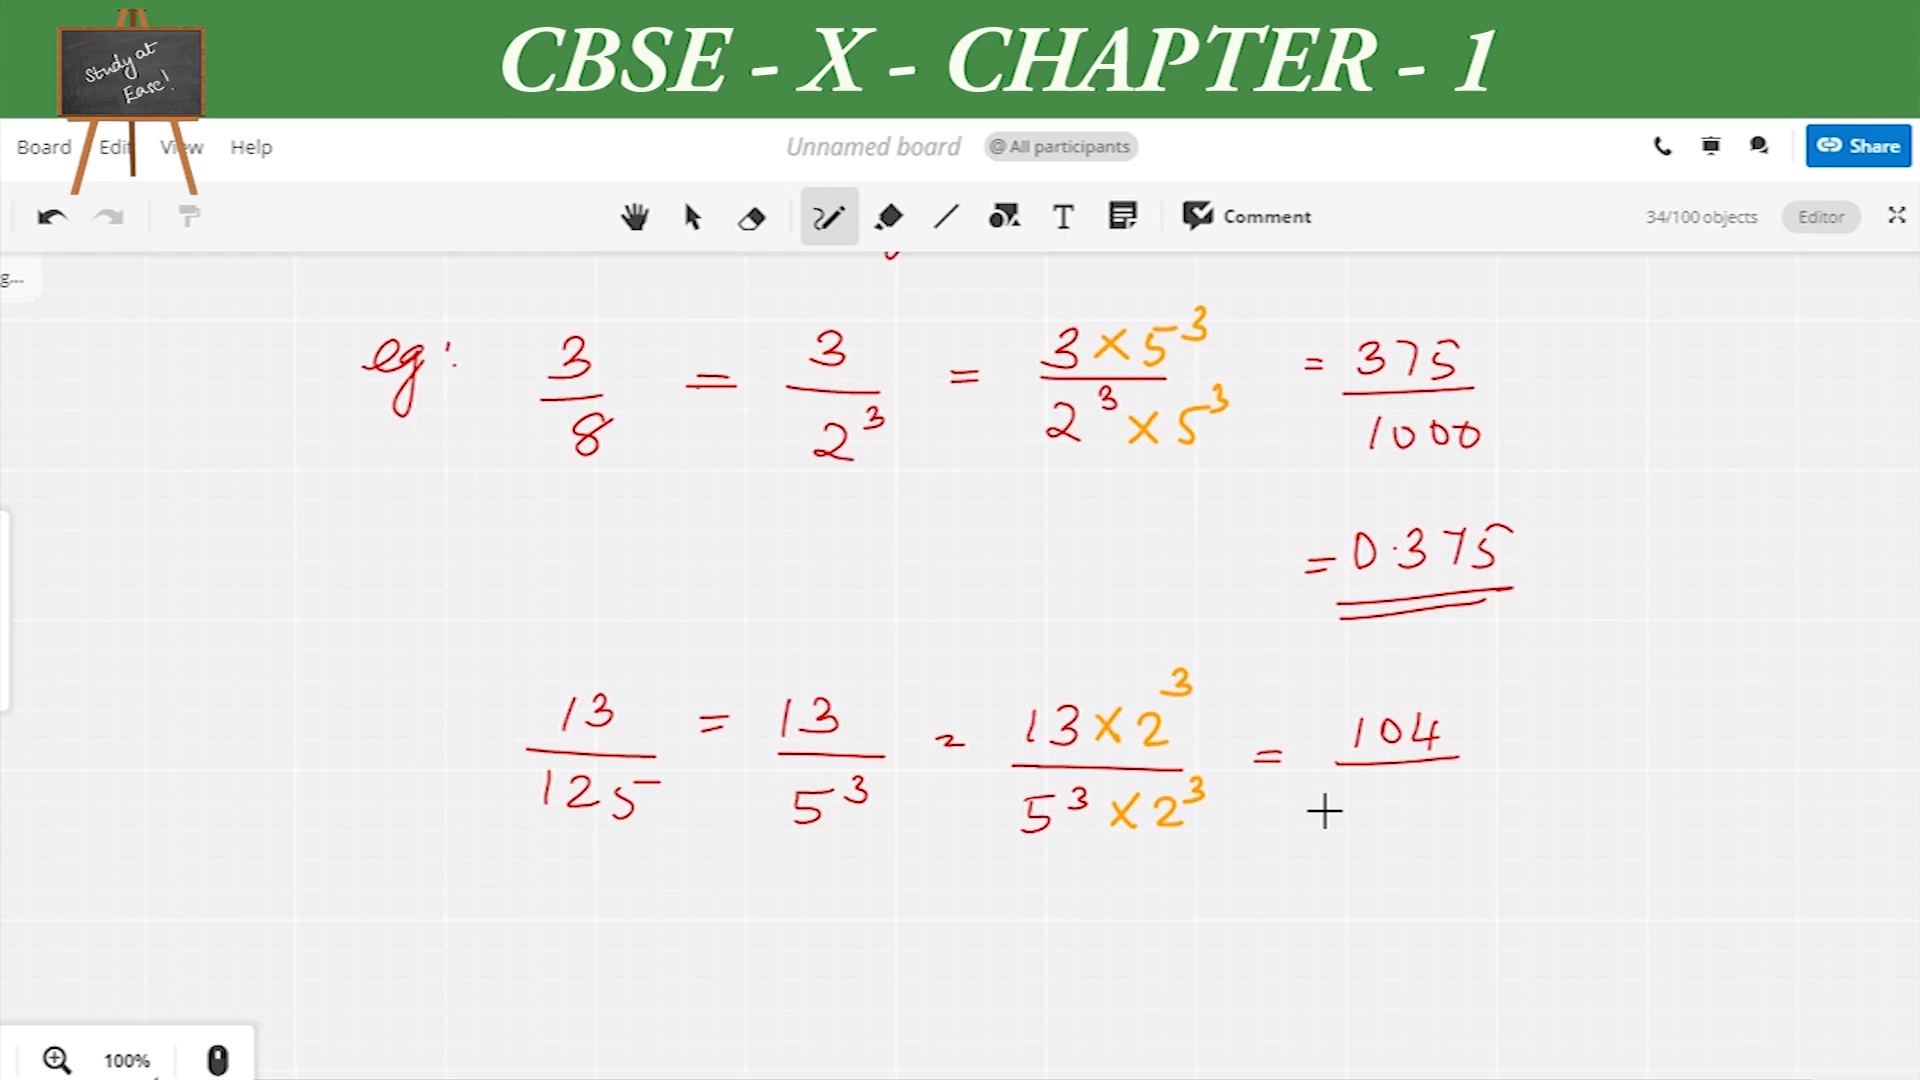 CBSE - X - CHAPTER - 1
Study at
Ease!
Board Edit View Help Unnamed board @ All participants Share
T Comment 34/100 objects Editor
g...
eg: 3/8 = 3/2³ = 3 × 5³/2³ × 5³ = 375/1000
= 0.375
13/125 = 13/5³ = 13 × 2³/5³ × 2³ = 104
100%